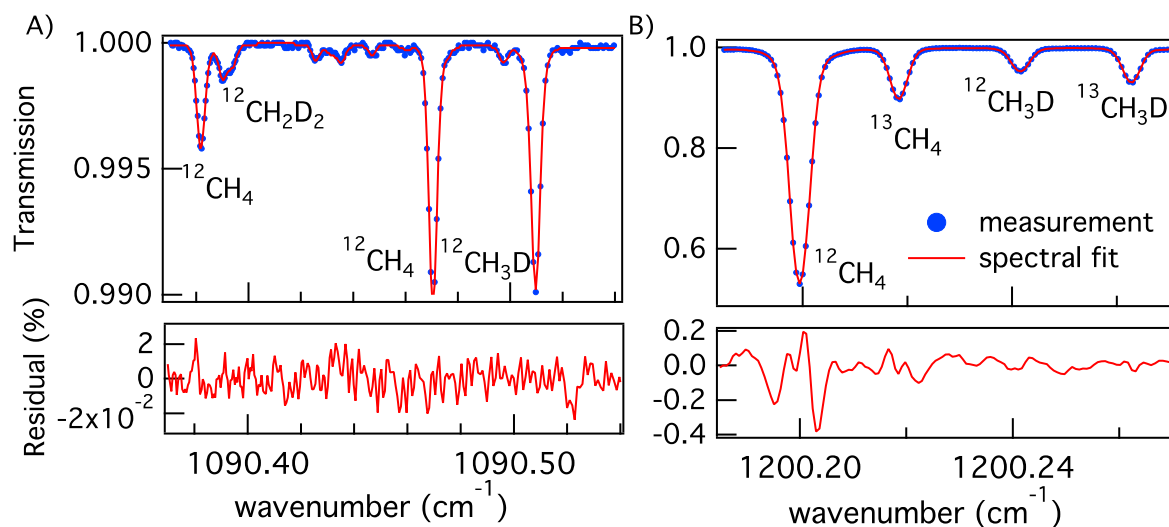 A)
1.000
0.995
0.990
Transmission
¹²CH₂D₂
¹²CH₄
¹²CH₄
¹²CH₃D
Residual (%)
2
0
-2x10⁻²
1090.40
1090.50
wavenumber (cm⁻¹)
B)
1.0
0.8
0.6
¹²CH₃D
¹³CH₃D
¹³CH₄
measurement
spectral fit
¹²CH₄
0.2
0.0
-0.2
-0.4
1200.20
1200.24
wavenumber (cm⁻¹)